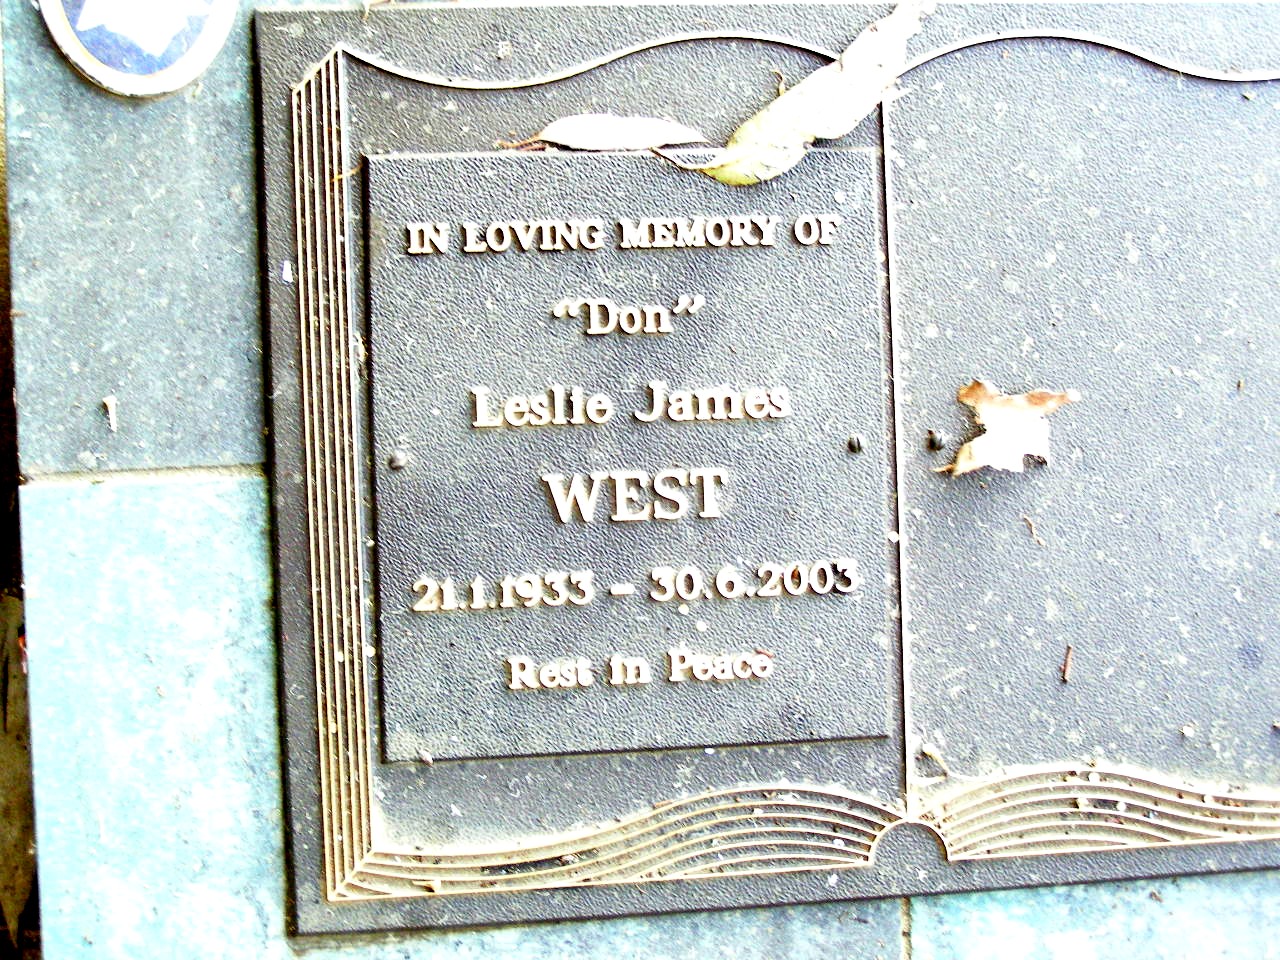 IN LOVING MEMORY OF
“Don”
Leslie James
WEST
21.1.1933 – 30.6.2003
Rest in Peace